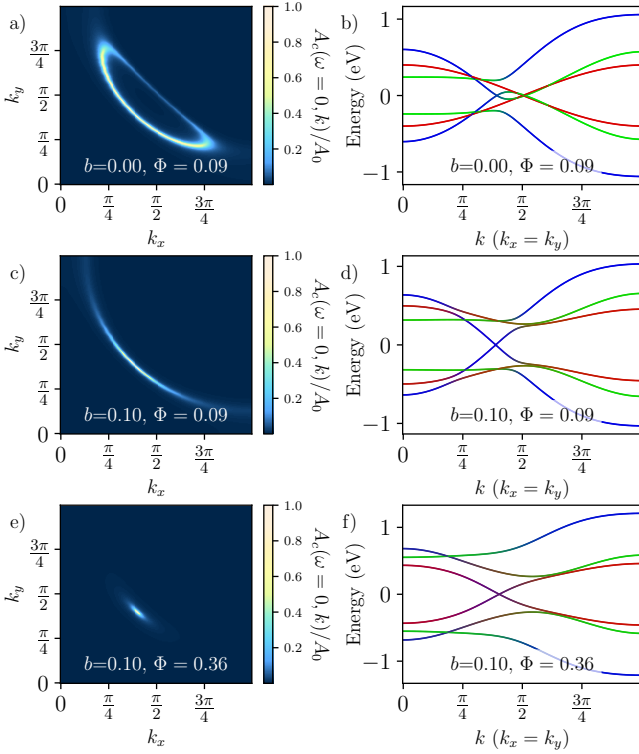 a)
1.0
0.8
0.6
0.4
0.2
3π/4
π/2
π/4
0
k_y
b=0.00, Φ = 0.09
0 π/4 π/2 3π/4
k_x
A_c(ω = 0, k)/A_0
b)
1
0
−1
Energy (eV)
b=0.00, Φ = 0.09
0 π/4 π/2 3π/4
k (k_x = k_y)
c)
1.0
0.8
0.6
0.4
0.2
3π/4
π/2
π/4
0
k_y
b=0.10, Φ = 0.09
0 π/4 π/2 3π/4
k_x
A_c(ω = 0, k)/A_0
d)
1
0
−1
Energy (eV)
b=0.10, Φ = 0.09
0 π/4 π/2 3π/4
k (k_x = k_y)
e)
1.0
0.8
0.6
0.4
0.2
3π/4
π/2
π/4
0
k_y
b=0.10, Φ = 0.36
0 π/4 π/2 3π/4
k_x
A_c(ω = 0, k)/A_0
f)
1
0
−1
Energy (eV)
b=0.10, Φ = 0.36
0 π/4 π/2 3π/4
k (k_x = k_y)